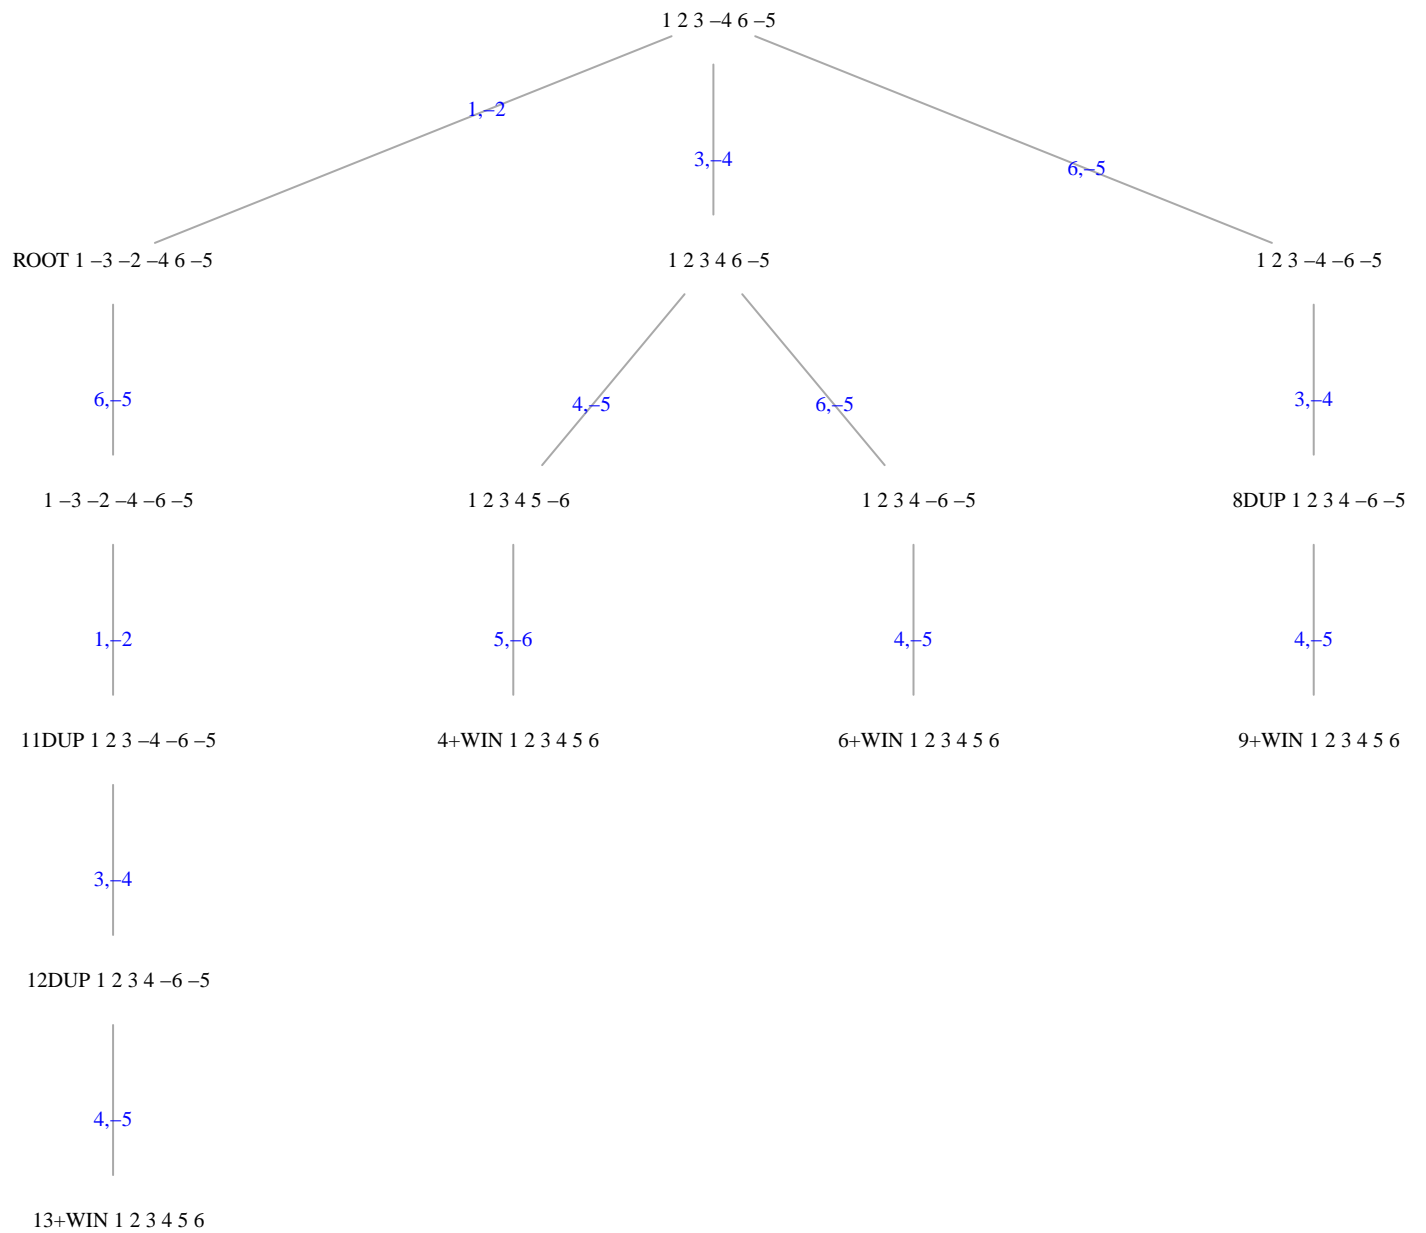 1 2 3 –4 6 –5
1,–2
3,–4
6,–5
ROOT 1 –3 –2 –4 6 –5
1 2 3 4 6 –5
1 2 3 –4 –6 –5
6,–5
4,–5
6,–5
3,–4
1 –3 –2 –4 –6 –5
1 2 3 4 5 –6
1 2 3 4 –6 –5
8DUP 1 2 3 4 –6 –5
1,–2
5,–6
4,–5
4,–5
11DUP 1 2 3 –4 –6 –5
4+WIN 1 2 3 4 5 6
6+WIN 1 2 3 4 5 6
9+WIN 1 2 3 4 5 6
3,–4
12DUP 1 2 3 4 –6 –5
4,–5
13+WIN 1 2 3 4 5 6